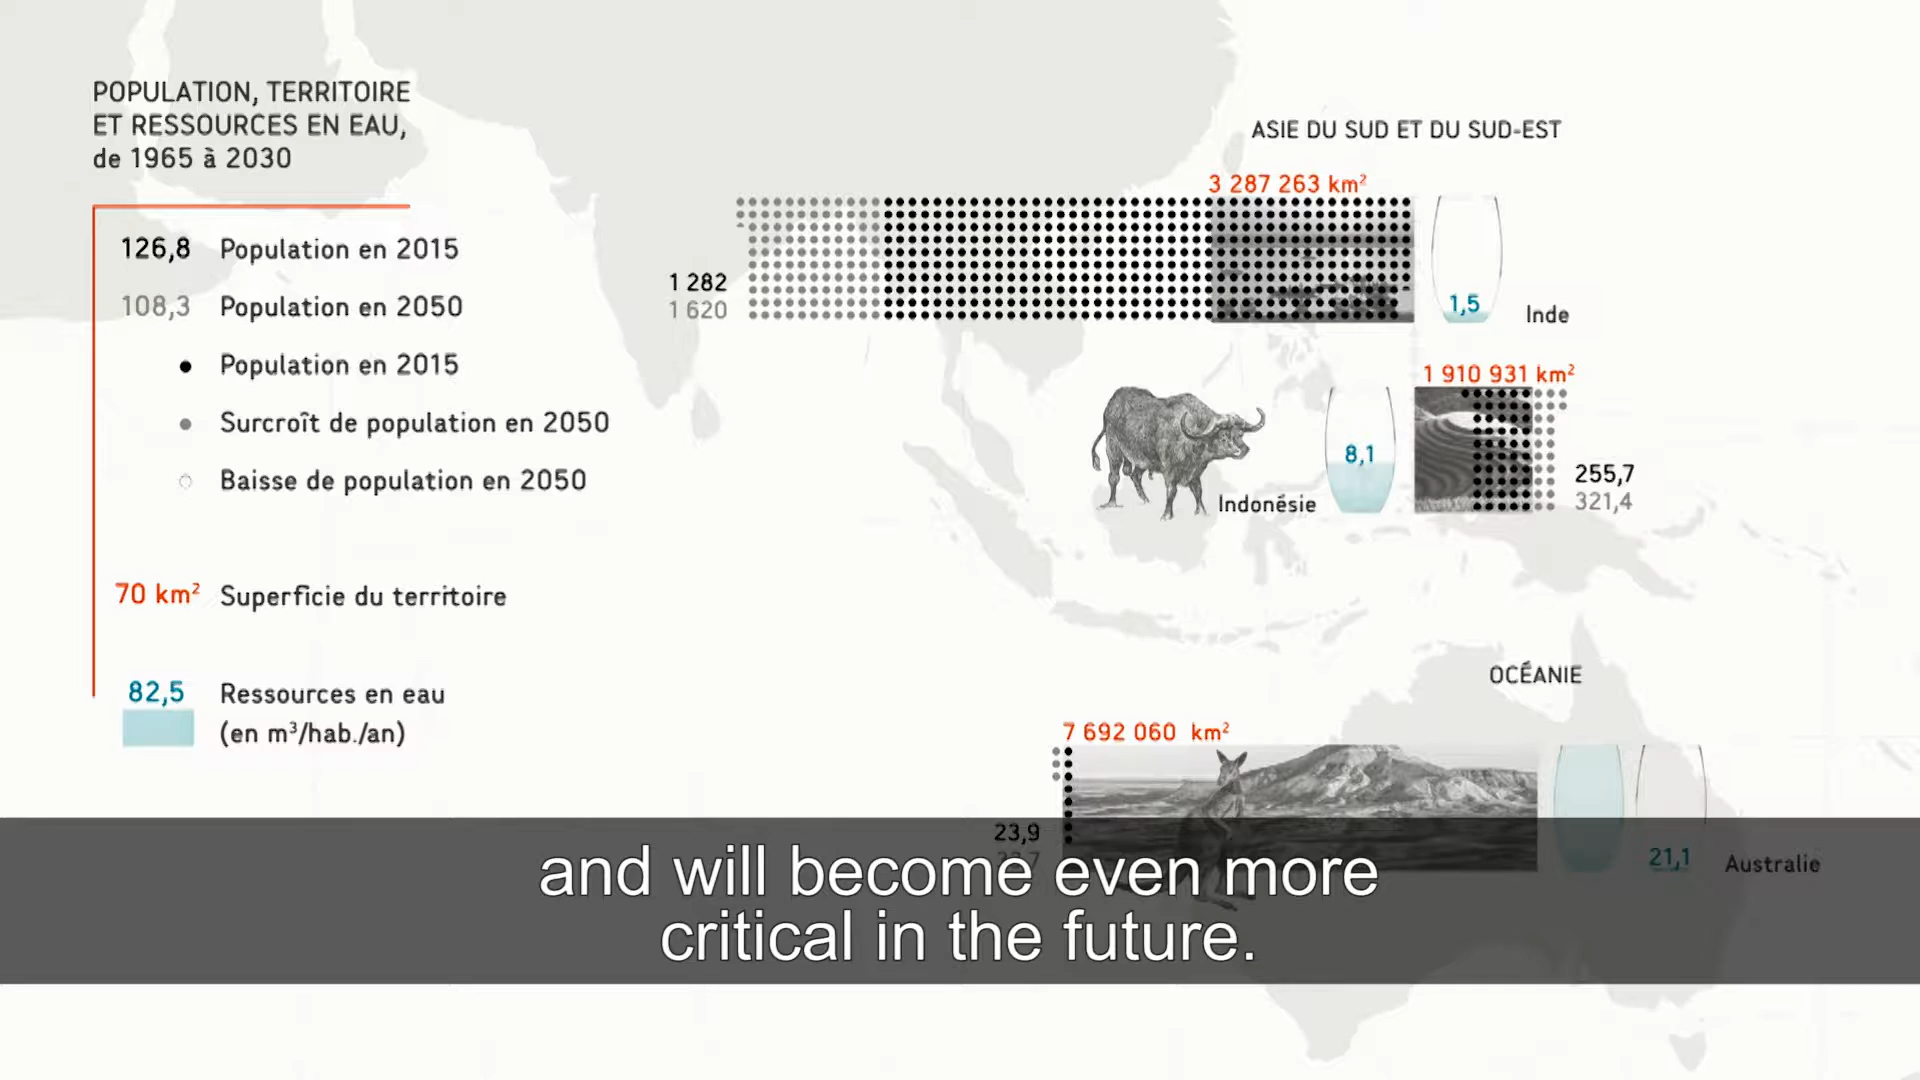 POPULATION, TERRITOIRE
ET RESSOURCES EN EAU,
de 1965 à 2030
126,8 Population en 2015
108,3 Population en 2050
Population en 2015
Surcroît de population en 2050
Baisse de population en 2050
70 km² Superficie du territoire
82,5 Ressources en eau
(en m³/hab./an)
ASIE DU SUD ET DU SUD-EST
3 287 263 km²
1 282
1 620
1,5
Inde
1 910 931 km²
8,1
Indonésie
255,7
321,4
OCÉANIE
7 692 060 km²
23,9
21,1
Australie
and will become even more
critical in the future.